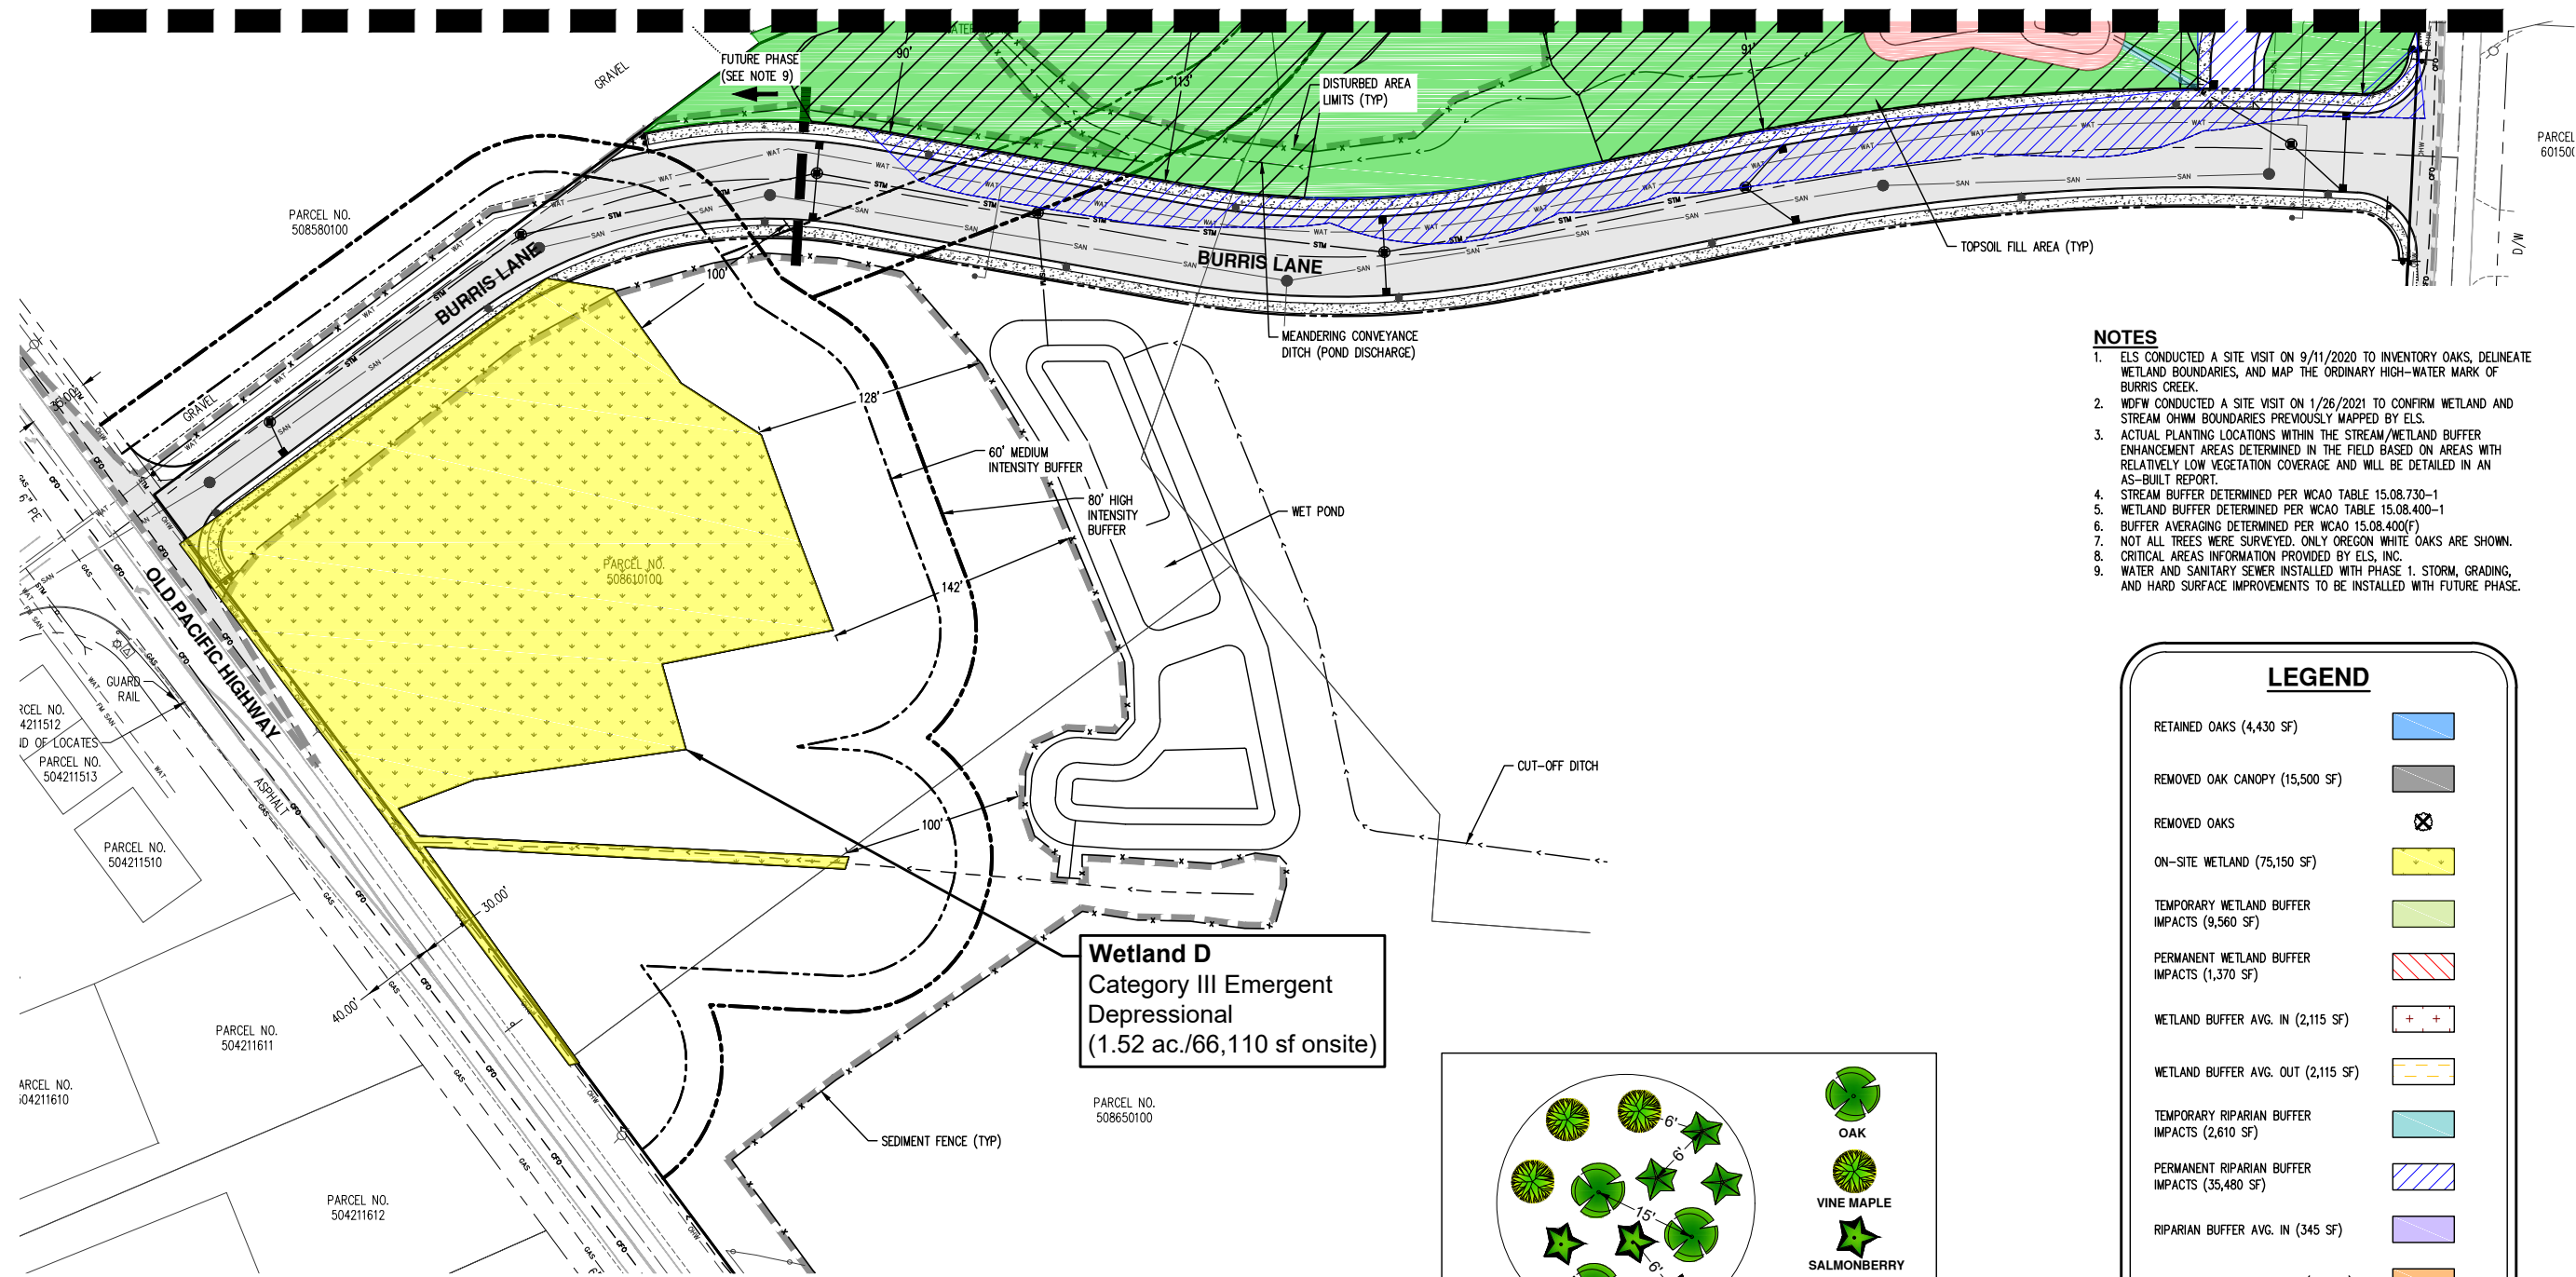 FUTURE PHASE
(SEE NOTE 9)
GRAVEL
90'
113'
DISTURBED AREA
LIMITS (TYP)
91'
PARCEL
D/W
PARCEL NO.
508580100
BURRIS LANE
BURRIS LANE
TOPSOIL FILL AREA (TYP)
MEANDERING CONVEYANCE
DITCH (POND DISCHARGE)
100'
128'
60' MEDIUM
INTENSITY BUFFER
80' HIGH
INTENSITY
BUFFER
WET POND
142'
GRAVEL
PARCEL NO.
508610100
OLD PACIFIC HIGHWAY
GUARD
RAIL
PARCEL NO.
504211513
ASPHALT
PARCEL NO.
504211510
CUT-OFF DITCH
100'
30.00'
40.00'
Wetland D
Category III Emergent
Depressional
(1.52 ac./66,110 sf onsite)
PARCEL NO.
504211611
PARCEL NO.
504211612
PARCEL NO.
508650100
SEDIMENT FENCE (TYP)
NOTES
1. ELS CONDUCTED A SITE VISIT ON 9/11/2020 TO INVENTORY OAKS, DELINEATE
WETLAND BOUNDARIES, AND MAP THE ORDINARY HIGH-WATER MARK OF
BURRIS CREEK.
2. WDFW CONDUCTED A SITE VISIT ON 1/26/2021 TO CONFIRM WETLAND AND
STREAM OHWM BOUNDARIES PREVIOUSLY MAPPED BY ELS.
3. ACTUAL PLANTING LOCATIONS WITHIN THE STREAM/WETLAND BUFFER
ENHANCEMENT AREAS DETERMINED IN THE FIELD BASED ON AREAS WITH
RELATIVELY LOW VEGETATION COVERAGE AND WILL BE DETAILED IN AN
AS-BUILT REPORT.
4. STREAM BUFFER DETERMINED PER WCAO TABLE 15.08.730-1
5. WETLAND BUFFER DETERMINED PER WCAO TABLE 15.08.400-1
6. BUFFER AVERAGING DETERMINED PER WCAO 15.08.400(F)
7. NOT ALL TREES WERE SURVEYED. ONLY OREGON WHITE OAKS ARE SHOWN.
8. CRITICAL AREAS INFORMATION PROVIDED BY ELS, INC.
9. WATER AND SANITARY SEWER INSTALLED WITH PHASE 1. STORM, GRADING,
AND HARD SURFACE IMPROVEMENTS TO BE INSTALLED WITH FUTURE PHASE.
LEGEND
RETAINED OAKS (4,430 SF)
REMOVED OAK CANOPY (15,500 SF)
REMOVED OAKS
ON-SITE WETLAND (75,150 SF)
TEMPORARY WETLAND BUFFER
IMPACTS (9,560 SF)
PERMANENT WETLAND BUFFER
IMPACTS (1,370 SF)
WETLAND BUFFER AVG. IN (2,115 SF)
WETLAND BUFFER AVG. OUT (2,115 SF)
TEMPORARY RIPARIAN BUFFER
IMPACTS (2,610 SF)
PERMANENT RIPARIAN BUFFER
IMPACTS (35,480 SF)
RIPARIAN BUFFER AVG. IN (345 SF)
6'
6'
15'
6'
OAK
VINE MAPLE
SALMONBERRY